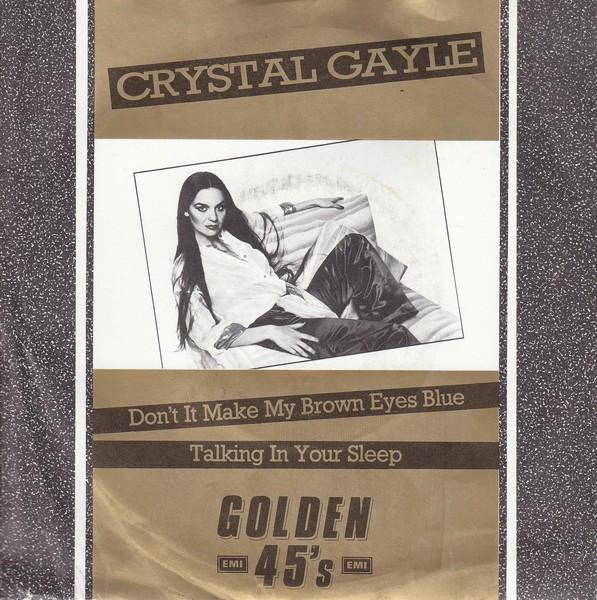 CRYSTAL GAYLE
Don't It Make My Brown Eyes Blue
Talking In Your Sleep
GOLDEN
EMI 45's EMI